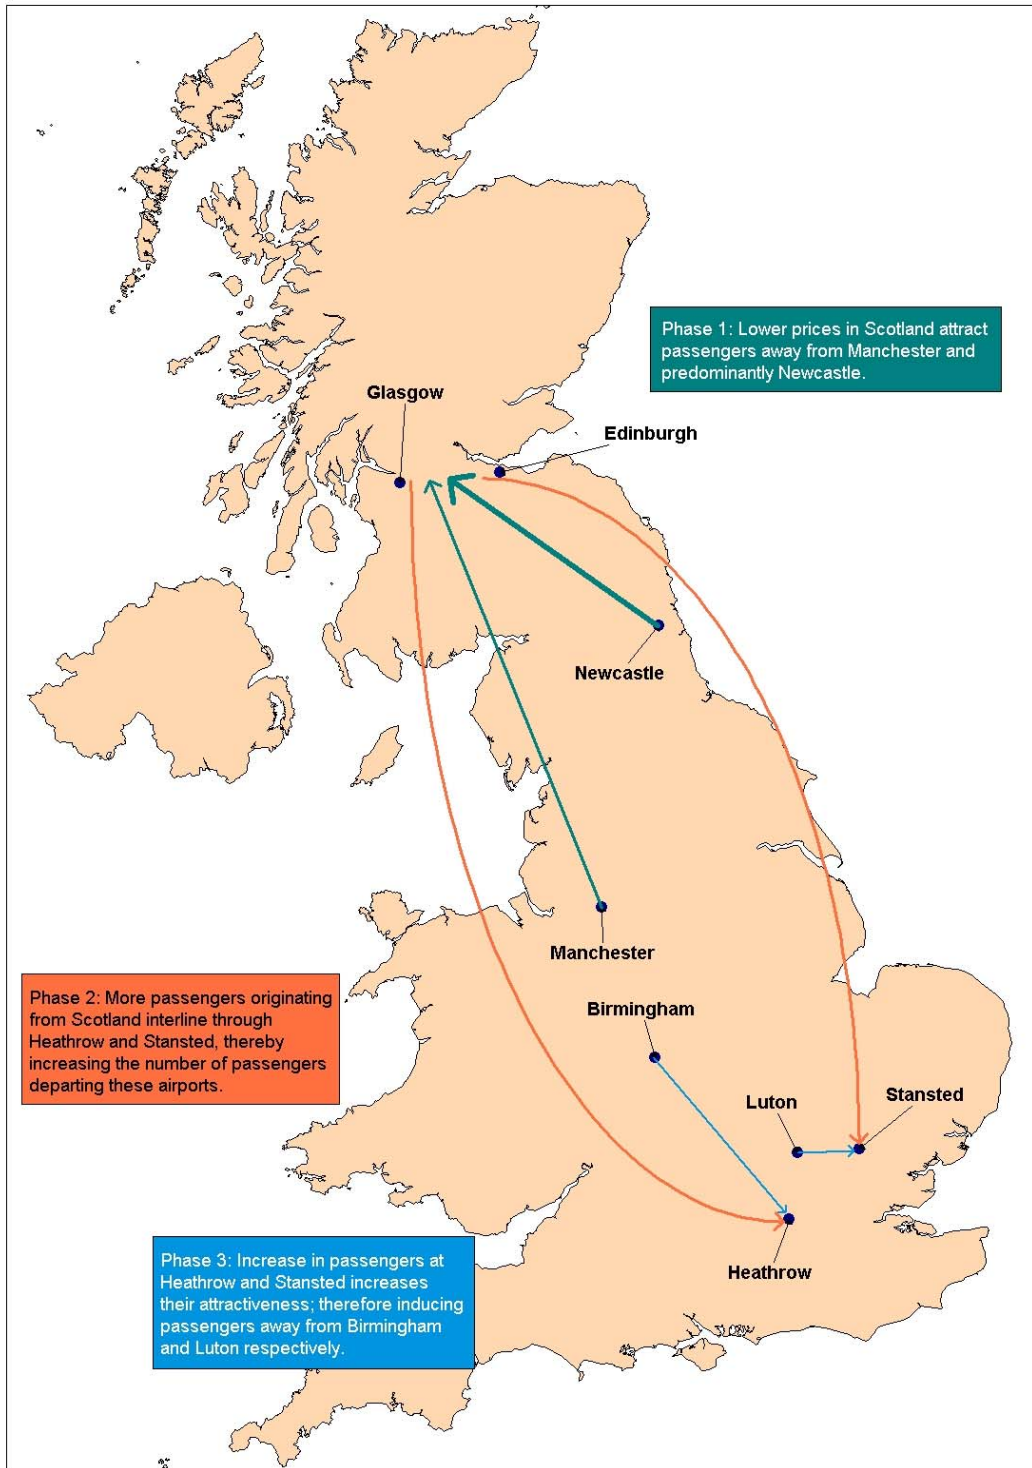 Phase 1: Lower prices in Scotland attract
passengers away from Manchester and
predominantly Newcastle.
Glasgow
Edinburgh
Newcastle
Manchester
Phase 2: More passengers originating
from Scotland interline through
Heathrow and Stansted, thereby
increasing the number of passengers
departing these airports.
Birmingham
Luton
Stansted
Heathrow
Phase 3: Increase in passengers at
Heathrow and Stansted increases
their attractiveness; therefore inducing
passengers away from Birmingham
and Luton respectively.